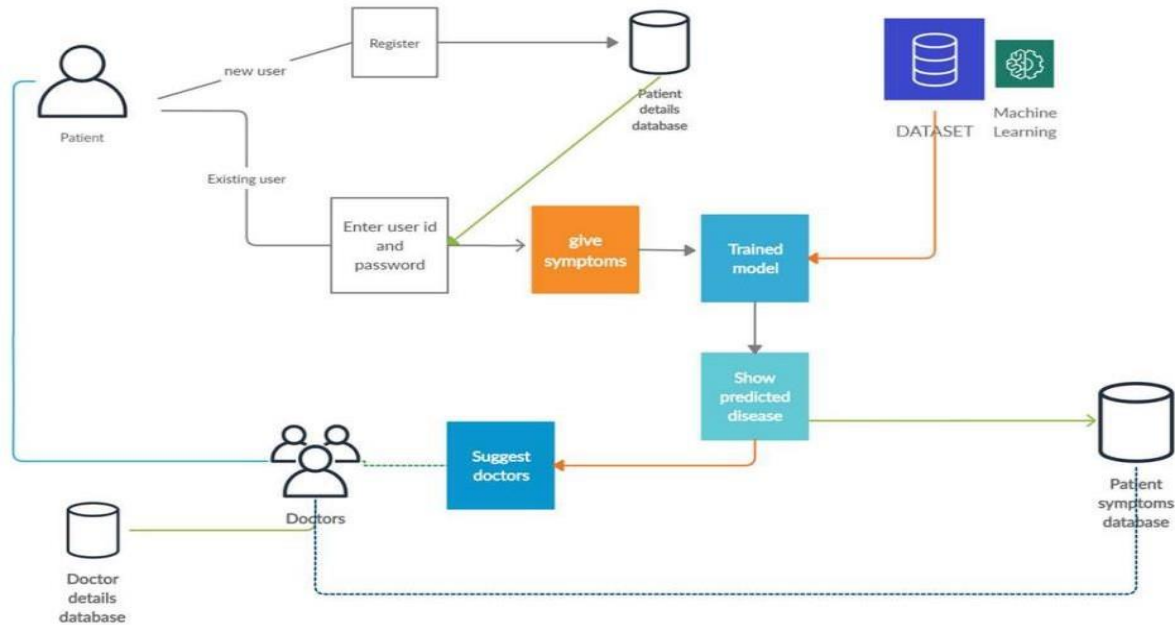 Register
new user
Patient
Patient
details
database
DATASET
Machine
Learning
Existing user
Enter user id
and
password
give
symptoms
Trained
model
Show
predicted
disease
Suggest
doctors
Doctors
Patient
symptoms
database
Doctor
details
database